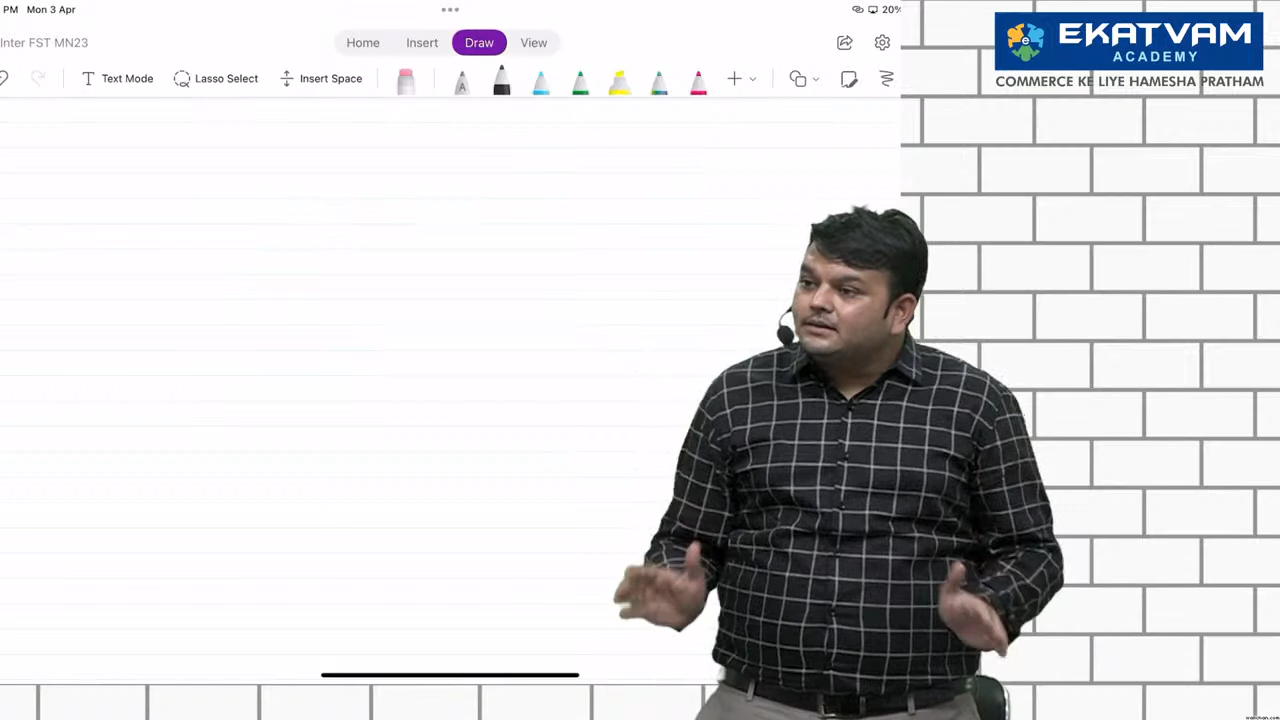 PM Mon 3 Apr
20%
Inter FST MN23
Home Insert Draw View
Text Mode Lasso Select Insert Space
A
e
EKATVAM
ACADEMY
COMMERCE KE LIYE HAMESHA PRATHAM